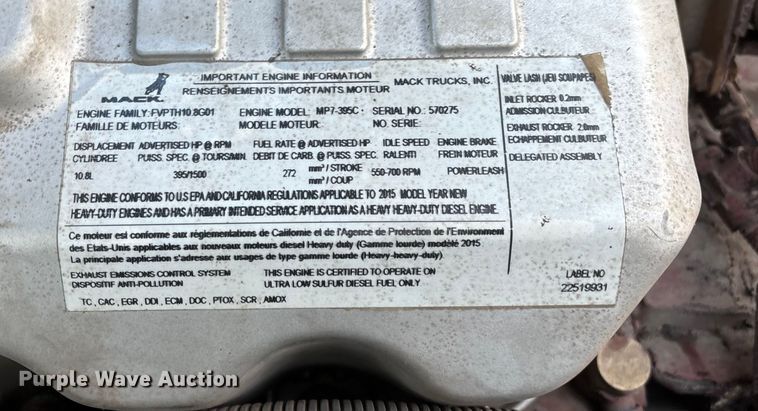 MACK
IMPORTANT ENGINE INFORMATION
RENSEIGNEMENTS IMPORTANTS MOTEUR
MACK TRUCKS, INC.
ENGINE FAMILY: FVPTH10.8G01 ENGINE MODEL: MP7-395C SERIAL NO.: 570275
FAMILLE DE MOTEURS: MODELE MOTEUR: NO. SERIE:
DISPLACEMENT ADVERTISED HP @ RPM FUEL RATE @ ADVERTISED HP IDLE SPEED ENGINE BRAKE
CYLINDREE PUISS. SPEC @ TOURS/MIN. DEBIT DE CARB. @ PUISS. SPEC RALENTI FREIN MOTEUR
10.8L 395/1500 272 mm³ / STROKE 550-700 RPM POWERLEASH
mm³ / COUP
THIS ENGINE CONFORMS TO U.S EPA AND CALIFORNIA REGULATIONS APPLICABLE TO 2015 MODEL YEAR NEW
HEAVY-DUTY ENGINES AND HAS A PRIMARY INTENDED SERVICE APPLICATION AS A HEAVY HEAVY-DUTY DIESEL ENGINE.
Ce moteur est conforme aux réglementations de Californie et de l'Agence de Protection de l'Environment
des Etats-Unis applicables aux nouveaux moteurs diesel Heavy duty (Gamme lourde) modèlé 2015.
La principale application s'adresse aux usages de type gamme lourde (Heavy-heavy-duty).
EXHAUST EMISSIONS CONTROL SYSTEM THIS ENGINE IS CERTIFIED TO OPERATE ON
DISPOSITIF ANTI-POLLUTION ULTRA LOW SULFUR DIESEL FUEL ONLY.
TC , CAC , EGR , DDI , ECM , DOC , PTOX , SCR , AMOX
VALVE LASH (JEU SOUPAPES)
INLET ROCKER 0.2mm
ADMISSION CULBUTEUR
EXHAUST ROCKER 2.0mm
ECHAPPEMENT CULBUTEUR
DELEGATED ASSEMBLY
LABEL NO
22519931
Purple Wave Auction